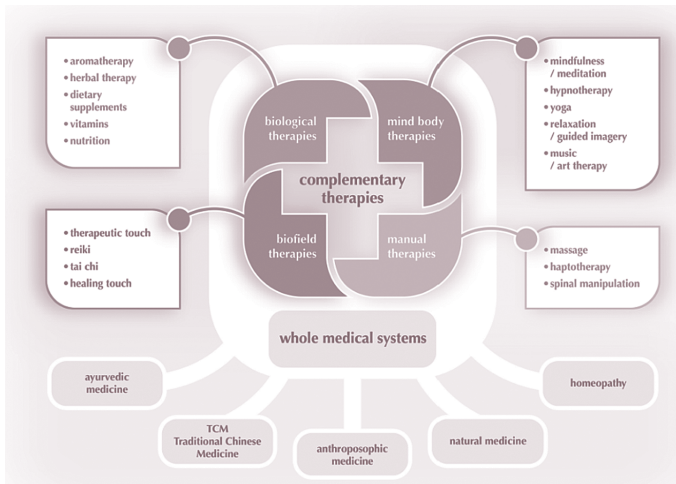 • aromatherapy
• herbal therapy
• dietary
supplements
• vitamins
• nutrition
biological
therapies
mind body
therapies
• mindfulness
/ meditation
• hypnotherapy
• yoga
• relaxation
/ guided imagery
• music
/ art therapy
complementary
therapies
• therapeutic touch
• reiki
• tai chi
• healing touch
biofield
therapies
manual
therapies
• massage
• haptotherapy
• spinal manipulation
whole medical systems
ayurvedic
medicine
TCM
Traditional Chinese
Medicine
anthroposophic
medicine
natural medicine
homeopathy